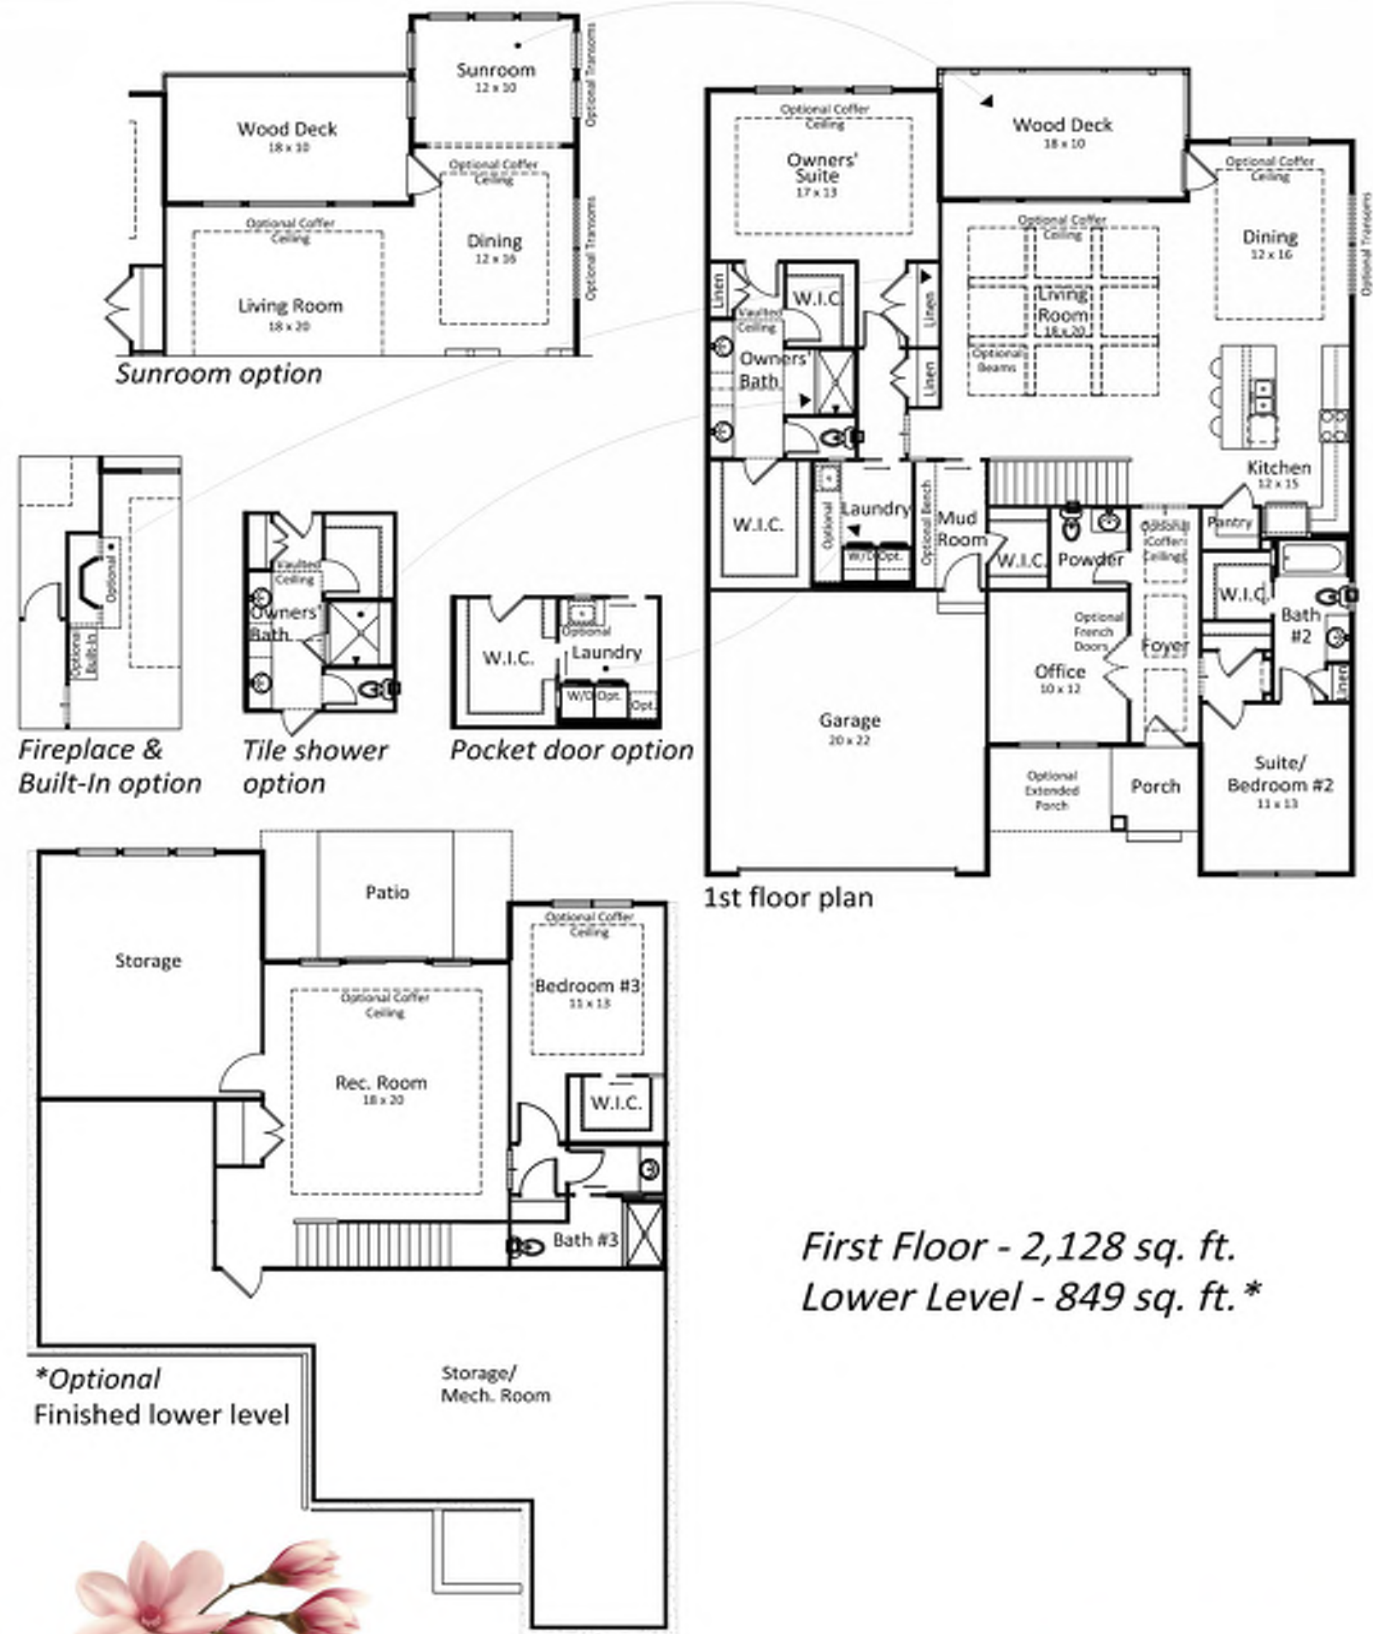 Sunroom
12 x 10
Optional Transoms
Wood Deck
18 x 10
Optional Coffer
Ceiling
Dining
12 x 16
Optional Transoms
Optional Coffer
Ceiling
Living Room
18 x 20
Sunroom option
Optional
Optional
Built-In
Fireplace &
Built-In option
Vaulted
Ceiling
Owners'
Bath
Tile shower
option
W.I.C.
Optional
Laundry
W/D
Opt.
Opt.
Pocket door option
Optional Coffer
Ceiling
Owners'
Suite
17 x 13
Wood Deck
18 x 10
Optional Coffer
Ceiling
Dining
12 x 16
Optional Transoms
Optional Coffer
Ceiling
Living
Room
18 x 20
Optional
Beams
Linen
W.I.C.
Linen
Vaulted
Ceiling
Owners'
Bath
Linen
Kitchen
12 x 15
W.I.C.
Optional
Laundry
W/D
Opt.
Optional Bench
Mud
Room
W.I.C.
Powder
Optional
Coffer
Ceilings
Pantry
W.I.C.
Bath
#2
Linen
Optional
French
Doors
Foyer
Office
10 x 12
Garage
20 x 22
Optional
Extended
Porch
Porch
Suite/
Bedroom #2
11 x 13
1st floor plan
Patio
Storage
Optional Coffer
Ceiling
Bedroom #3
11 x 13
Optional Coffer
Ceiling
Rec. Room
18 x 20
W.I.C.
Bath #3
Storage/
Mech. Room
*Optional
Finished lower level
First Floor - 2,128 sq. ft.
Lower Level - 849 sq. ft.*